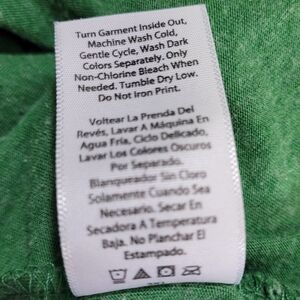 Turn Garment Inside Out,
Machine Wash Cold,
Gentle Cycle, Wash Dark
Colors Separately. Only
Non-Chlorine Bleach When
Needed. Tumble Dry Low.
Do Not Iron Print.
Voltear La Prenda Del
Revés, Lavar A Máquina En
Agua Fría, Ciclo Delicado,
Lavar Los Colores Oscuros
Por Separado.
Blanqueador Sin Cloro
Solamente Cuando Sea
Necesario. Secar En
Secadora A Temperatura
Baja. No Planchar El
Estampado.